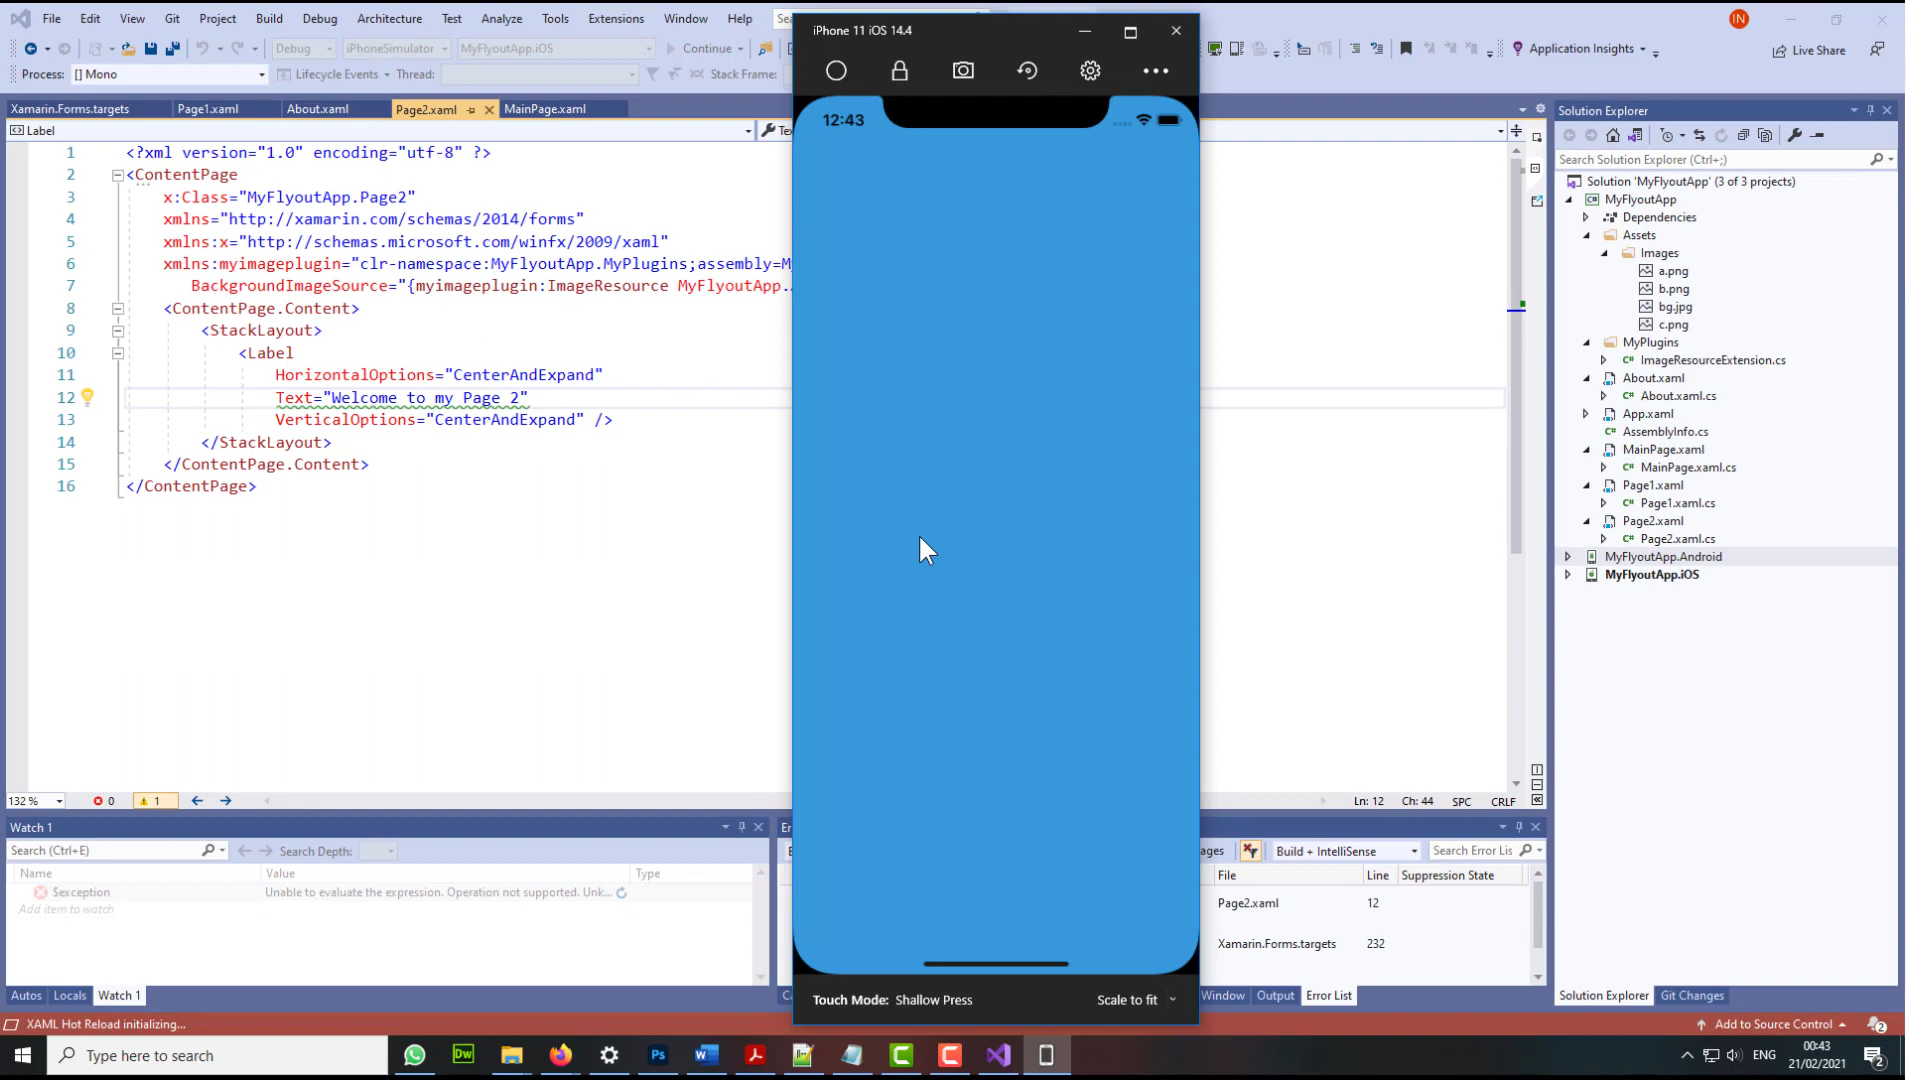 File Edit View Git Project Build Debug Architecture Test Analyze Tools Extensions Window Help
iPhone 11 iOS 14.4
IN
Debug iPhoneSimulator MyFlyoutApp.iOS Continue
Application Insights
Live Share
Process: [] Mono Lifecycle Events Thread: Stack Frame:
Xamarin.Forms.targets Page1.xaml About.xaml Page2.xaml MainPage.xaml
Label
1 <?xml version="1.0" encoding="utf-8" ?>
2 <ContentPage
3 x:Class="MyFlyoutApp.Page2"
4 xmlns="http://xamarin.com/schemas/2014/forms"
5 xmlns:x="http://schemas.microsoft.com/winfx/2009/xaml"
6 xmlns:myimageplugin="clr-namespace:MyFlyoutApp.MyPlugins;assembly=My
7 BackgroundImageSource="{myimageplugin:ImageResource MyFlyoutApp.
8 <ContentPage.Content>
9 <StackLayout>
10 <Label
11 HorizontalOptions="CenterAndExpand"
12 Text="Welcome to my Page 2"
13 VerticalOptions="CenterAndExpand" />
14 </StackLayout>
15 </ContentPage.Content>
16 </ContentPage>
12:43
Touch Mode: Shallow Press Scale to fit
Solution Explorer
Search Solution Explorer (Ctrl+;)
Solution 'MyFlyoutApp' (3 of 3 projects)
MyFlyoutApp
Dependencies
Assets
Images
a.png
b.png
bg.jpg
c.png
MyPlugins
C# ImageResourceExtension.cs
About.xaml
C# About.xaml.cs
App.xaml
C# AssemblyInfo.cs
MainPage.xaml
C# MainPage.xaml.cs
Page1.xaml
C# Page1.xaml.cs
Page2.xaml
C# Page2.xaml.cs
MyFlyoutApp.Android
MyFlyoutApp.iOS
132 % 0 1 Ln: 12 Ch: 44 SPC CRLF
Watch 1
Search (Ctrl+E) Search Depth:
Name Value Type
$exception Unable to evaluate the expression. Operation not supported. Unk...
Add item to watch
Autos Locals Watch 1
Build + IntelliSense Search Error Lis
File Line Suppression State
Page2.xaml 12
Xamarin.Forms.targets 232
Window Output Error List
Solution Explorer Git Changes
XAML Hot Reload initializing...
Add to Source Control 2
Type here to search
Dw Ps
ENG
00:43
21/02/2021
2